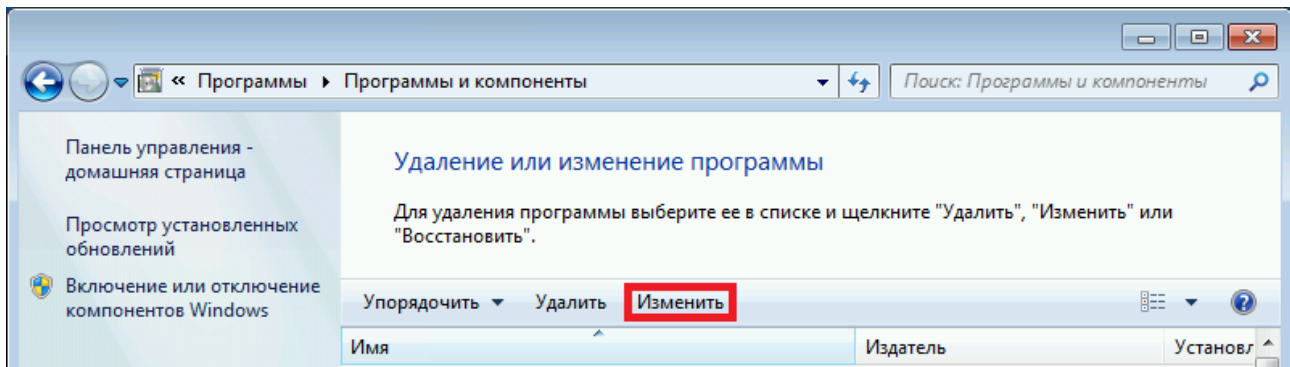 « Программы ▸ Программы и компоненты
Поиск: Программы и компоненты
Панель управления -
домашняя страница
Просмотр установленных
обновлений
Включение или отключение
компонентов Windows
Удаление или изменение программы
Для удаления программы выберите ее в списке и щелкните "Удалить", "Изменить" или
"Восстановить".
Упорядочить Удалить Изменить
Имя Издатель Установл